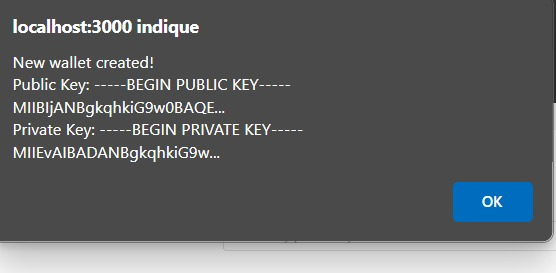 localhost:3000 indique
New wallet created!
Public Key: -----BEGIN PUBLIC KEY-----
MIIBIjANBgkqhkiG9w0BAQE...
Private Key: -----BEGIN PRIVATE KEY-----
MIIEvAIBADANBgkqhkiG9w...
OK